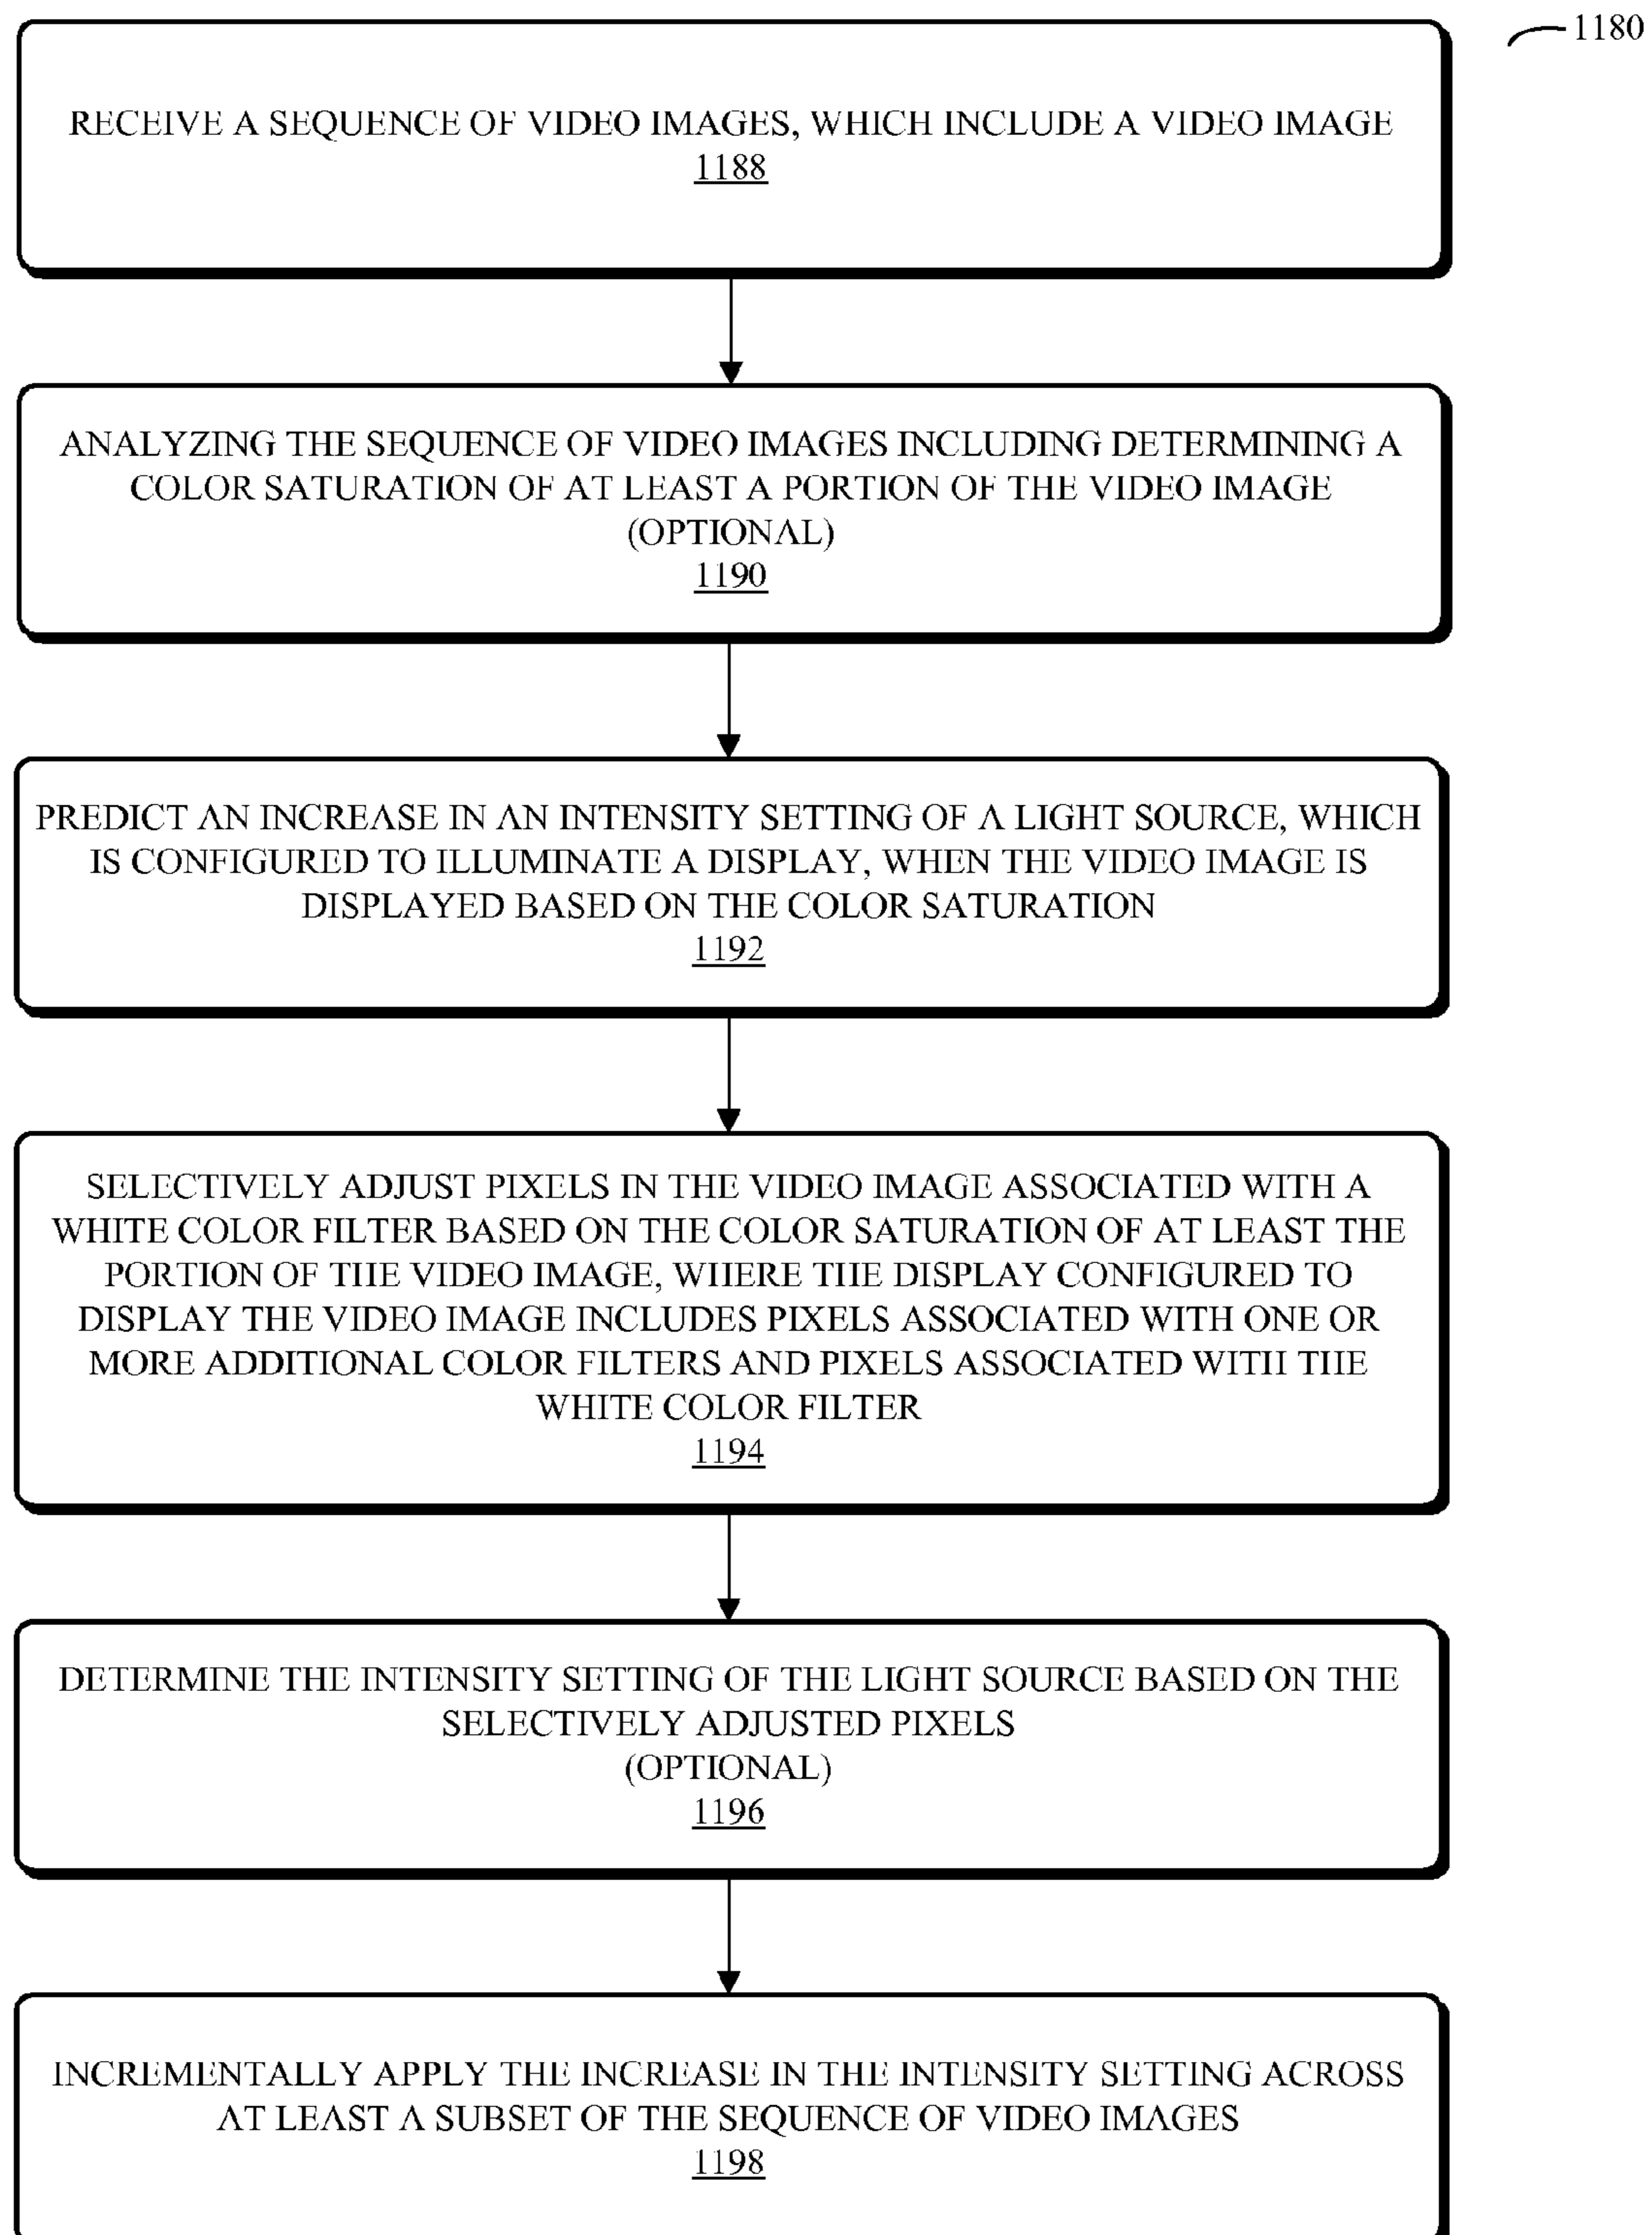 1180
RECEIVE A SEQUENCE OF VIDEO IMAGES, WHICH INCLUDE A VIDEO IMAGE
1188
ANALYZING THE SEQUENCE OF VIDEO IMAGES INCLUDING DETERMINING A
COLOR SATURATION OF AT LEAST A PORTION OF THE VIDEO IMAGE
(OPTIONAL)
1190
PREDICT AN INCREASE IN AN INTENSITY SETTING OF A LIGHT SOURCE, WHICH
IS CONFIGURED TO ILLUMINATE A DISPLAY, WHEN THE VIDEO IMAGE IS
DISPLAYED BASED ON THE COLOR SATURATION
1192
SELECTIVELY ADJUST PIXELS IN THE VIDEO IMAGE ASSOCIATED WITH A
WHITE COLOR FILTER BASED ON THE COLOR SATURATION OF AT LEAST THE
PORTION OF THE VIDEO IMAGE, WHERE THE DISPLAY CONFIGURED TO
DISPLAY THE VIDEO IMAGE INCLUDES PIXELS ASSOCIATED WITH ONE OR
MORE ADDITIONAL COLOR FILTERS AND PIXELS ASSOCIATED WITH THE
WHITE COLOR FILTER
1194
DETERMINE THE INTENSITY SETTING OF THE LIGHT SOURCE BASED ON THE
SELECTIVELY ADJUSTED PIXELS
(OPTIONAL)
1196
INCREMENTALLY APPLY THE INCREASE IN THE INTENSITY SETTING ACROSS
AT LEAST A SUBSET OF THE SEQUENCE OF VIDEO IMAGES
1198